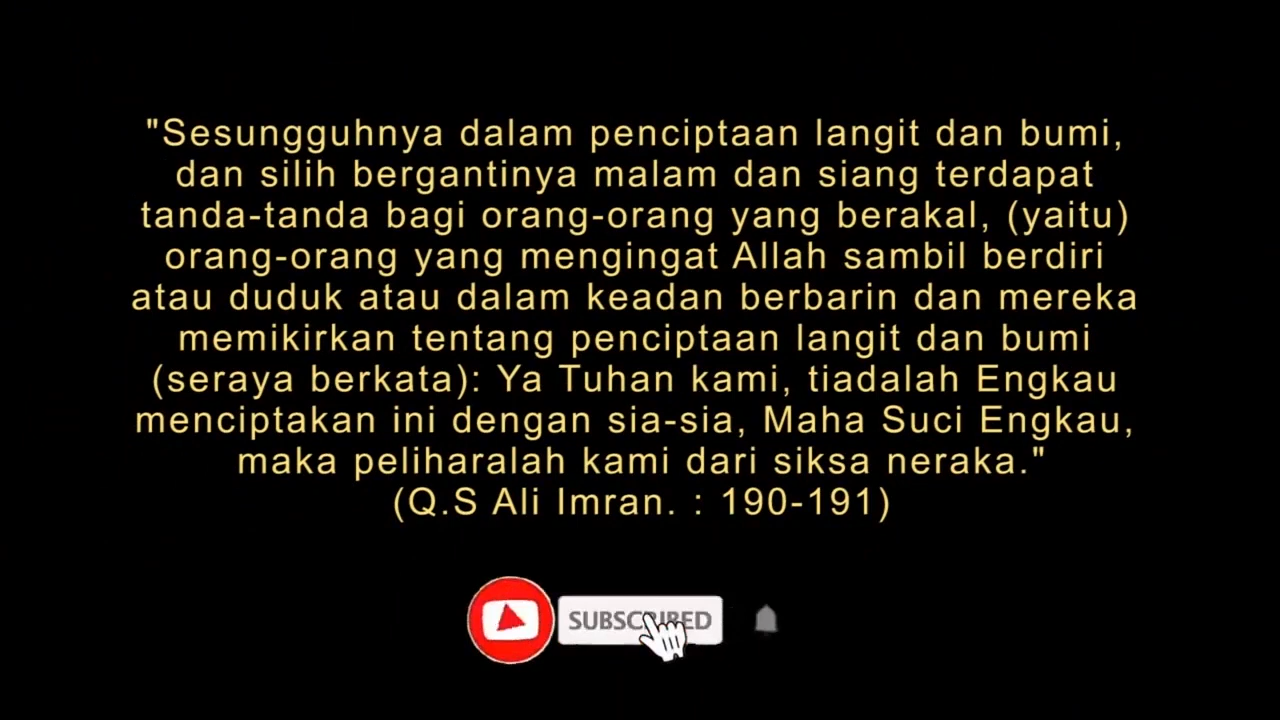 "Sesungguhnya dalam penciptaan langit dan bumi,
dan silih bergantinya malam dan siang terdapat
tanda-tanda bagi orang-orang yang berakal, (yaitu)
orang-orang yang mengingat Allah sambil berdiri
atau duduk atau dalam keadan berbarin dan mereka
memikirkan tentang penciptaan langit dan bumi
(seraya berkata): Ya Tuhan kami, tiadalah Engkau
menciptakan ini dengan sia-sia, Maha Suci Engkau,
maka peliharalah kami dari siksa neraka."
(Q.S Ali Imran. : 190-191)
SUBSCRIBED